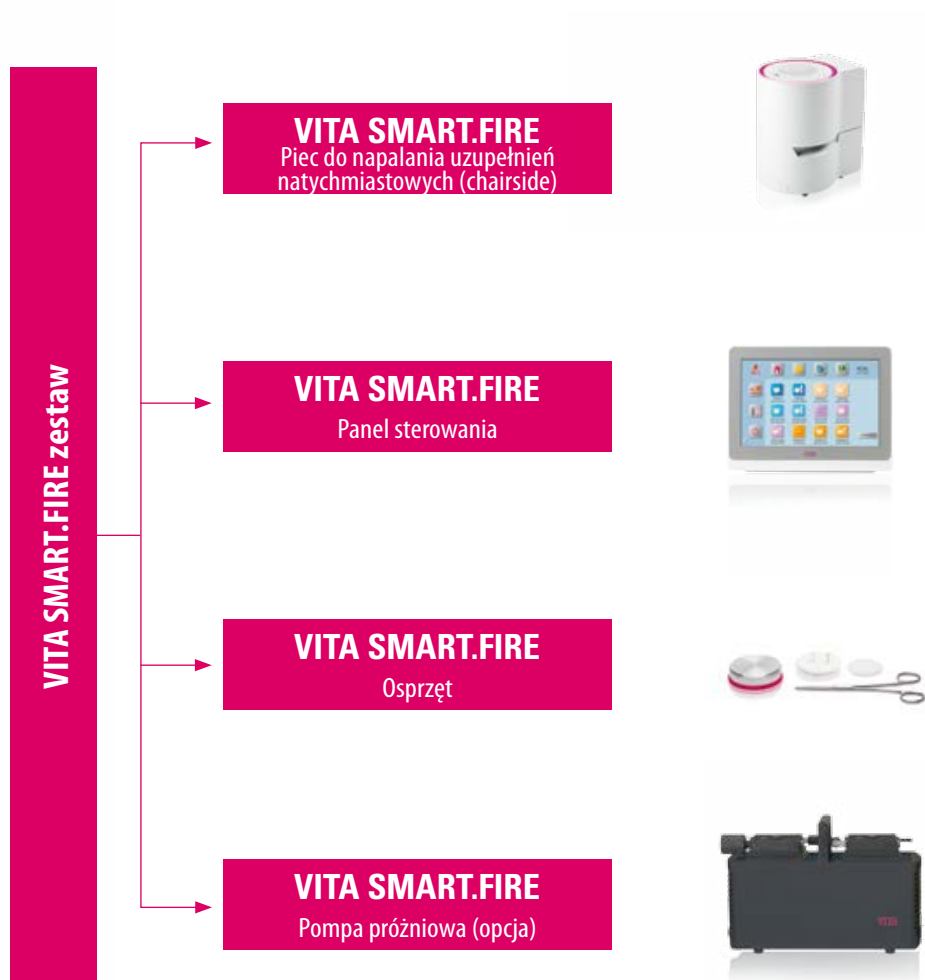 VITA SMART.FIRE zestaw
VITA SMART.FIRE
Piec do napalania uzupełnień
natychmiastowych (chairside)
VITA SMART.FIRE
Panel sterowania
VITA SMART.FIRE
Osprzęt
VITA SMART.FIRE
Pompa próżniowa (opcja)
VITA